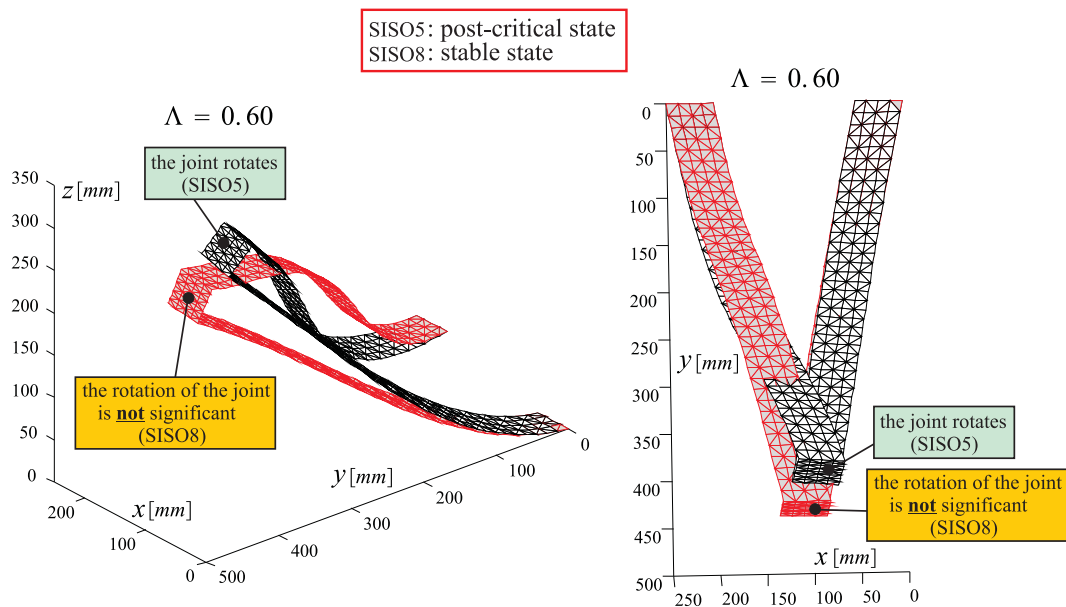 SISO5: post-critical state
SISO8: stable state
Λ = 0.60
the joint rotates
(SISO5)
z [mm]
350
300
250
200
150
100
50
0
the rotation of the joint
is not significant
(SISO8)
200
100
0
x [mm]
500
400
300
200
100
0
y [mm]
Λ = 0.60
0
50
100
150
200
250
300
350
400
450
500
y [mm]
the joint rotates
(SISO5)
the rotation of the joint
is not significant
(SISO8)
x [mm]
250 200 150 100 50 0